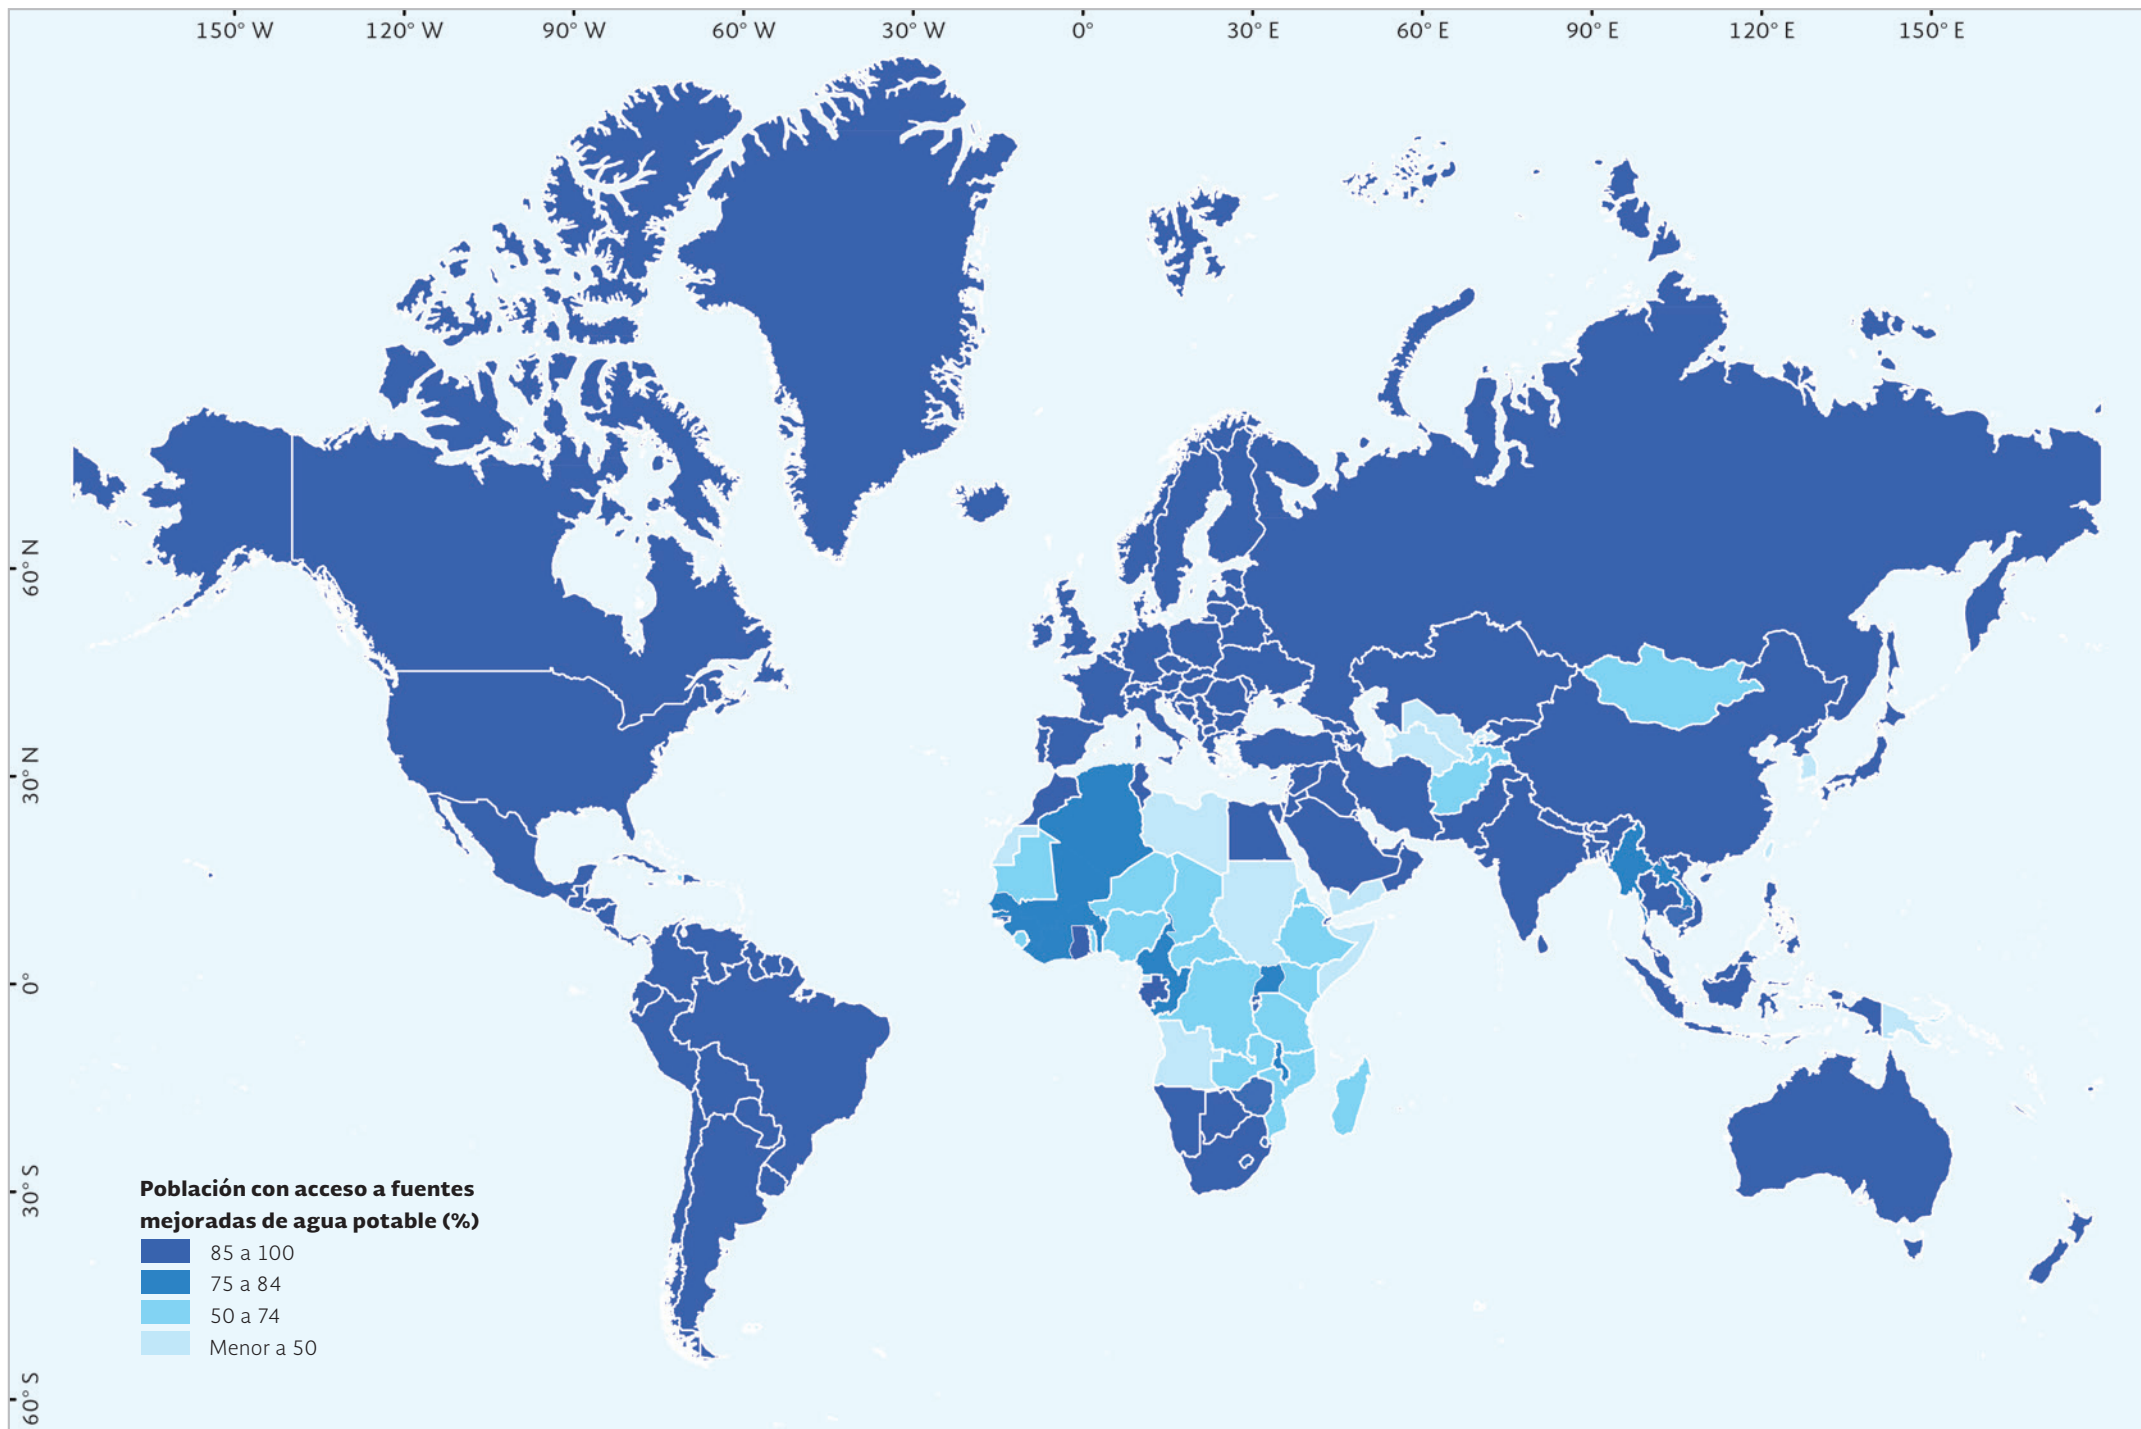 150° W 120° W 90° W 60° W 30° W 0° 30° E 60° E 90° E 120° E 150° E
60° N
30° N
0°
30° S
60° S
Población con acceso a fuentes
mejoradas de agua potable (%)
85 a 100
75 a 84
50 a 74
Menor a 50